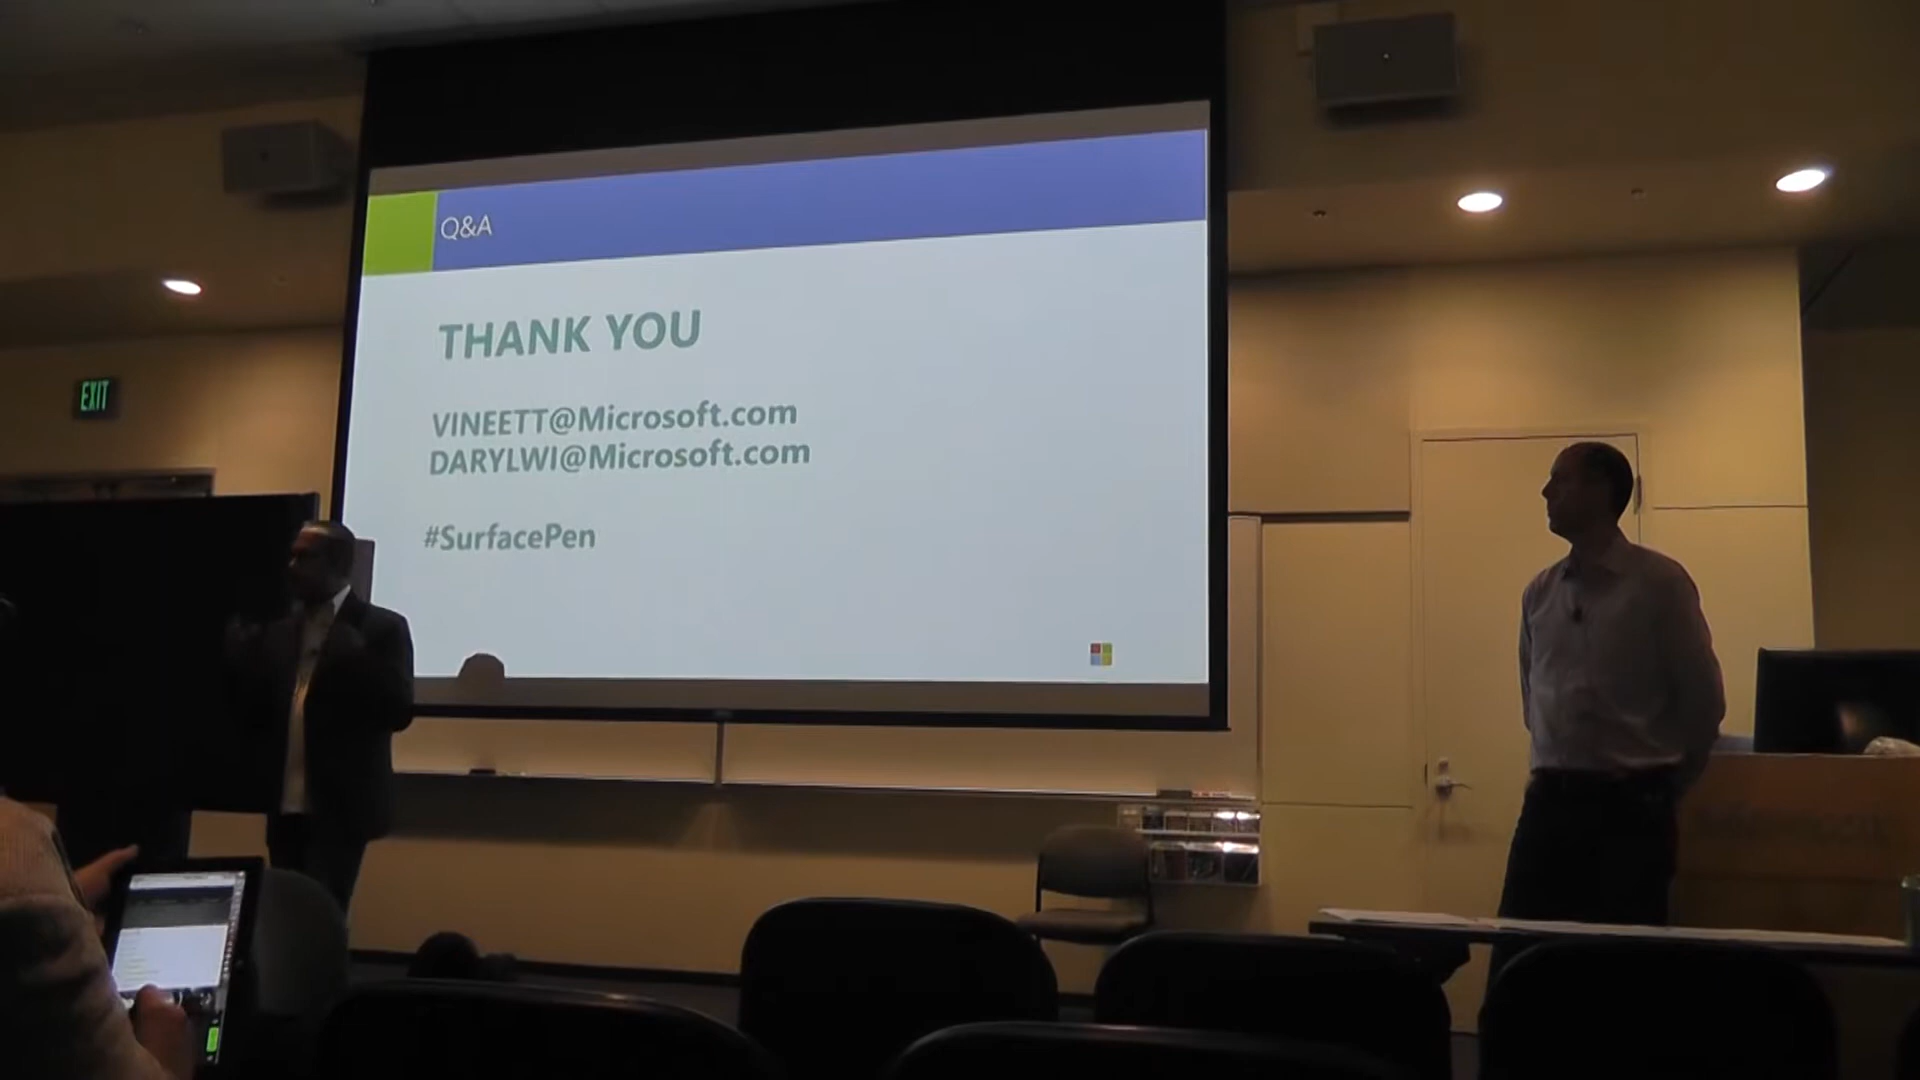 Q&A
THANK YOU
VINEETT@Microsoft.com
DARYLWI@Microsoft.com
#SurfacePen
EXIT